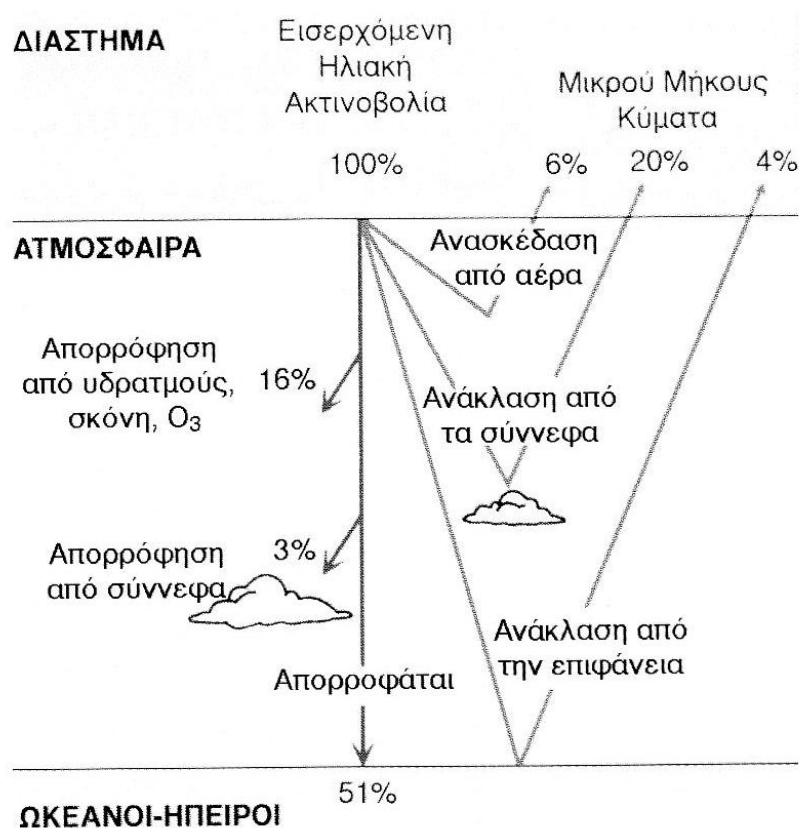 ΔΙΑΣΤΗΜΑ
Εισερχόμενη
Ηλιακή
Ακτινοβολία
Μικρού Μήκους
Κύματα
100%
6%
20%
4%
ΑΤΜΟΣΦΑΙΡΑ
Ανασκέδαση
από αέρα
Απορρόφηση
από υδρατμούς,
σκόνη, O₃
16%
Ανάκλαση από
τα σύννεφα
Απορρόφηση
από σύννεφα
3%
Ανάκλαση από
την επιφάνεια
Απορροφάται
51%
ΩΚΕΑΝΟΙ-ΗΠΕΙΡΟΙ